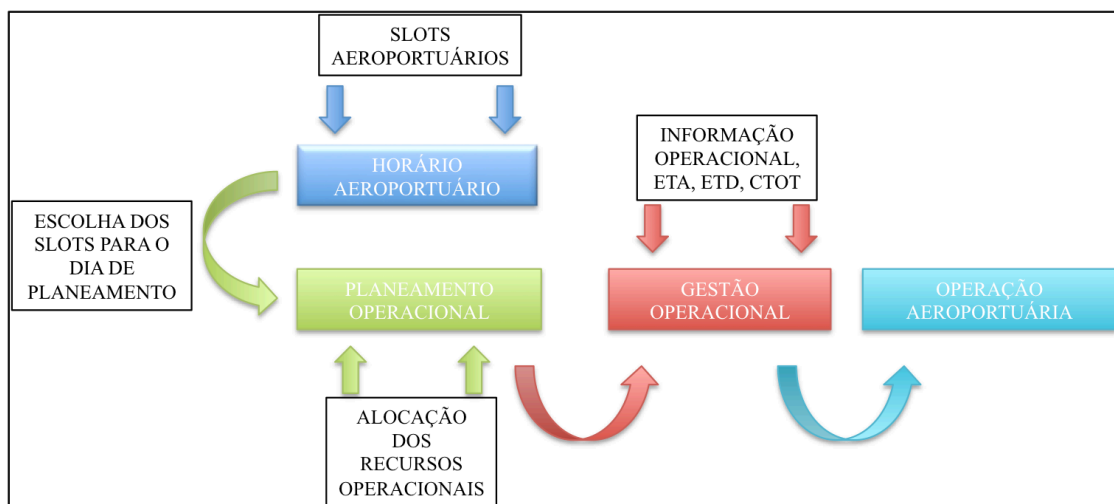 SLOTS
AEROPORTUÁRIOS
HORÁRIO
AEROPORTUÁRIO
INFORMAÇÃO
OPERACIONAL,
ETA, ETD, CTOT
ESCOLHA DOS
SLOTS PARA O
DIA DE
PLANEAMENTO
PLANEAMENTO
OPERACIONAL
GESTÃO
OPERACIONAL
OPERAÇÃO
AEROPORTUÁRIA
ALOCAÇÃO
DOS
RECURSOS
OPERACIONAIS